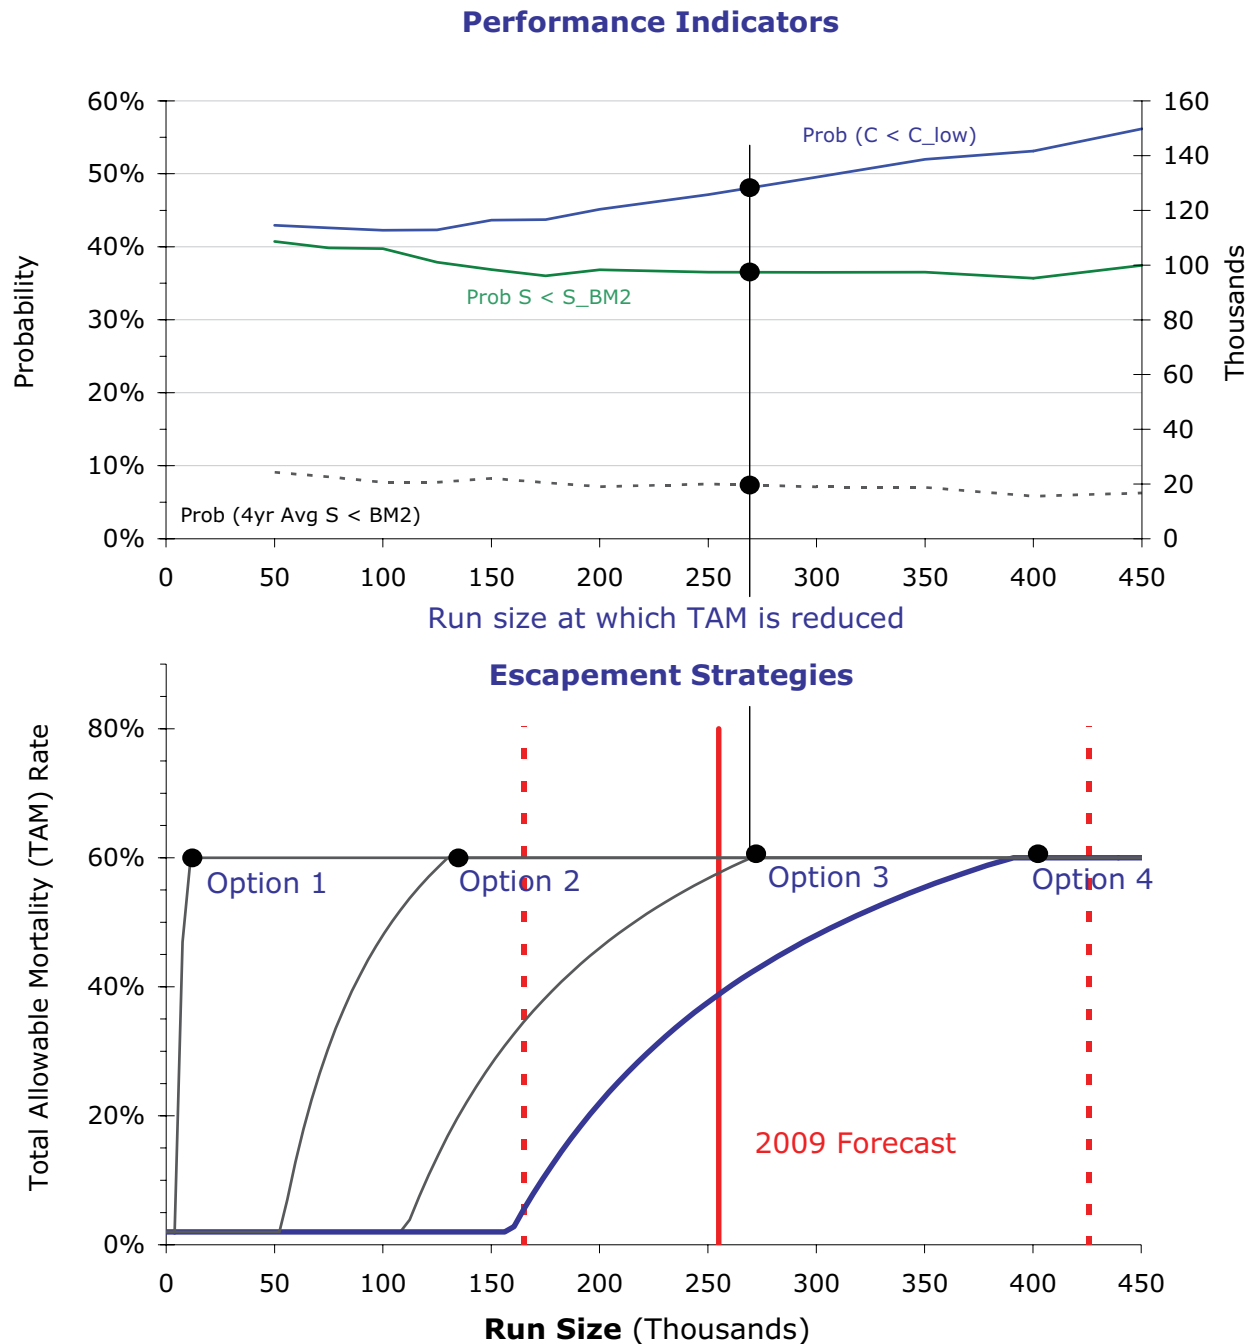 Performance Indicators
60%
50%
40%
30%
20%
10%
0%
Probability
160
140
120
100
80
60
40
20
0
Thousands
Prob (C < C_low)
Prob S < S_BM2
Prob (4yr Avg S < BM2)
0 50 100 150 200 250 300 350 400 450
Run size at which TAM is reduced
Escapement Strategies
80%
60%
40%
20%
0%
Total Allowable Mortality (TAM) Rate
Option 1
Option 2
Option 3
Option 4
2009 Forecast
0 50 100 150 200 250 300 350 400 450
Run Size (Thousands)